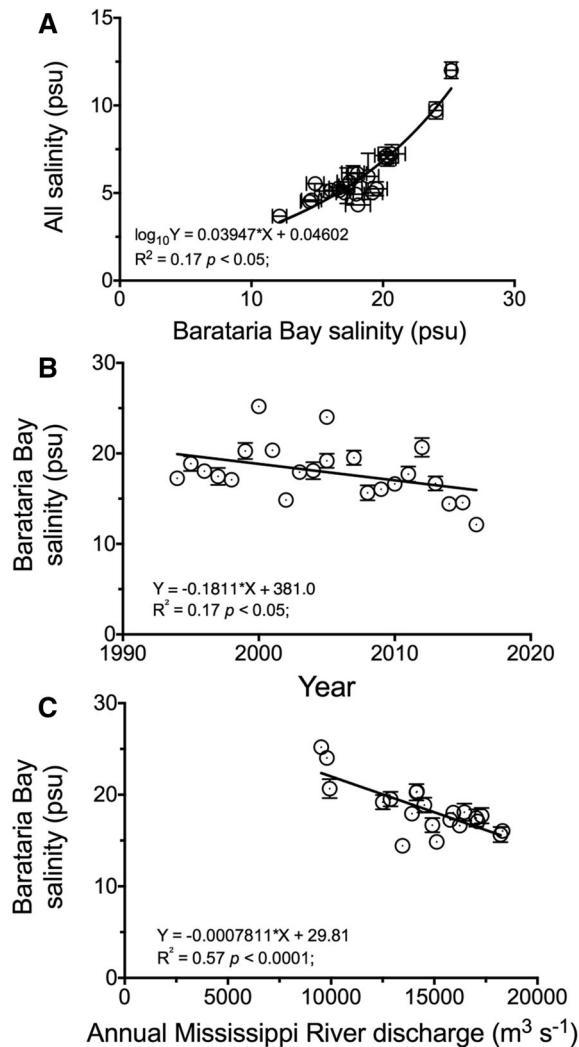 A
15
10
5
0
All salinity (psu)
log₁₀Y = 0.03947*X + 0.04602
R² = 0.17 p < 0.05;
0 10 20 30
Barataria Bay salinity (psu)
B
30
20
10
0
Barataria Bay
salinity (psu)
Y = -0.1811*X + 381.0
R² = 0.17 p < 0.05;
1990 2000 2010 2020
Year
C
30
20
10
0
Barataria Bay
salinity (psu)
Y = -0.0007811*X + 29.81
R² = 0.57 p < 0.0001;
0 5000 10000 15000 20000
Annual Mississippi River discharge (m³ s⁻¹)